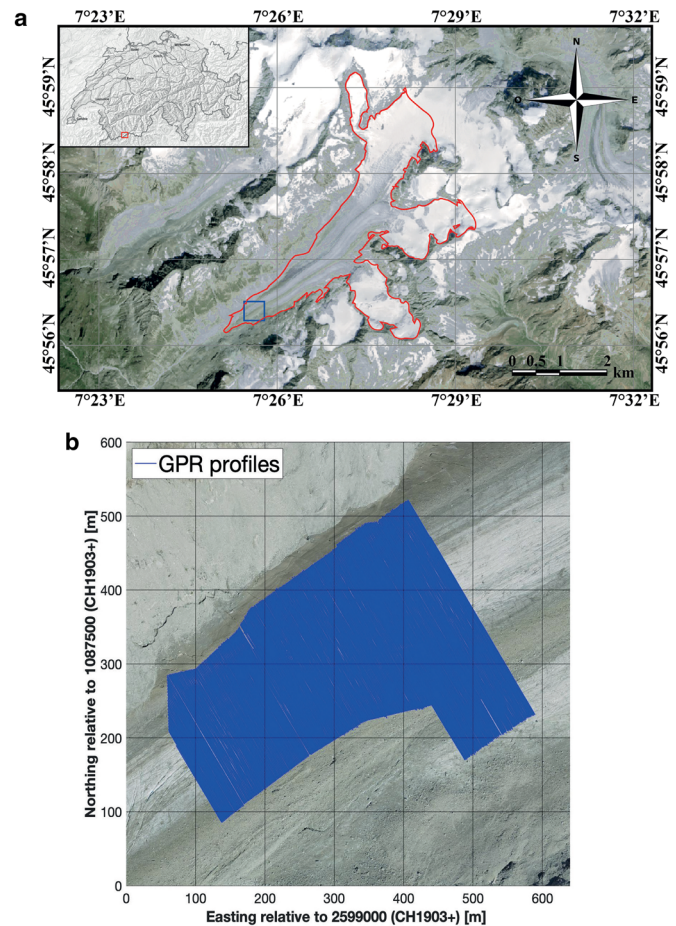 a
7°23'E 7°26'E 7°29'E 7°32'E
45°59'N
45°58'N
45°57'N
45°56'N
N
O E
S
45°59'N
45°58'N
45°57'N
45°56'N
0 0.5 1 2
km
7°23'E 7°26'E 7°29'E 7°32'E
b
GPR profiles
600
500
400
300
200
100
0
Northing relative to 1087500 (CH1903+) [m]
0 100 200 300 400 500 600
Easting relative to 2599000 (CH1903+) [m]